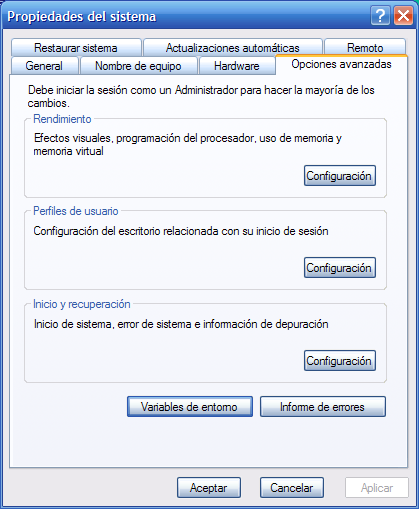 Propiedades del sistema
Restaurar sistema
Actualizaciones automáticas
Remoto
General
Nombre de equipo
Hardware
Opciones avanzadas
Debe iniciar la sesión como un Administrador para hacer la mayoría de los
cambios.
Rendimiento
Efectos visuales, programación del procesador, uso de memoria y
memoria virtual
Configuración
Perfiles de usuario
Configuración del escritorio relacionada con su inicio de sesión
Configuración
Inicio y recuperación
Inicio de sistema, error de sistema e información de depuración
Configuración
Variables de entorno
Informe de errores
Aceptar
Cancelar
Aplicar